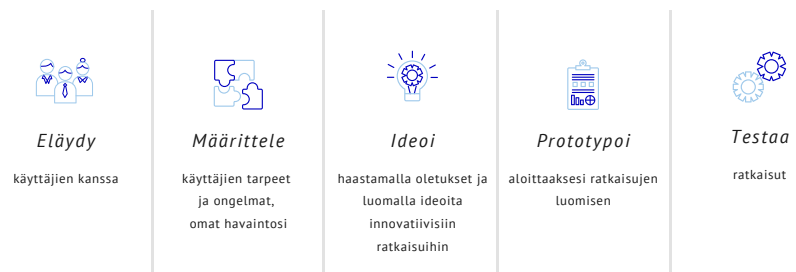 Eläydy
käyttäjien kanssa
Määrittele
käyttäjien tarpeet
ja ongelmat,
omat havaintosi
Ideoi
haastamalla oletukset ja
luomalla ideoita
innovatiivisiin
ratkaisuihin
Prototypoi
aloittaaksesi ratkaisujen
luomisen
Testaa
ratkaisut